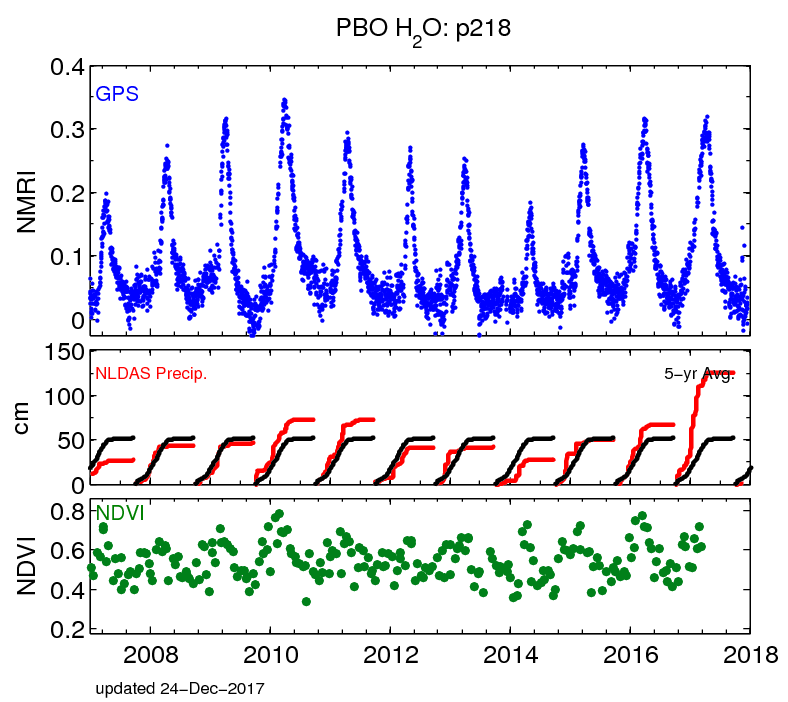 PBO H2O: p218
0.4
GPS
0.3
NMRI
0.2
0.1
0
150
NLDAS Precip. 5-yr Avg.
100
cm
50
0
0.8
NDVI
0.6
NDVI
0.4
0.2
2008 2010 2012 2014 2016 2018
updated 24-Dec-2017